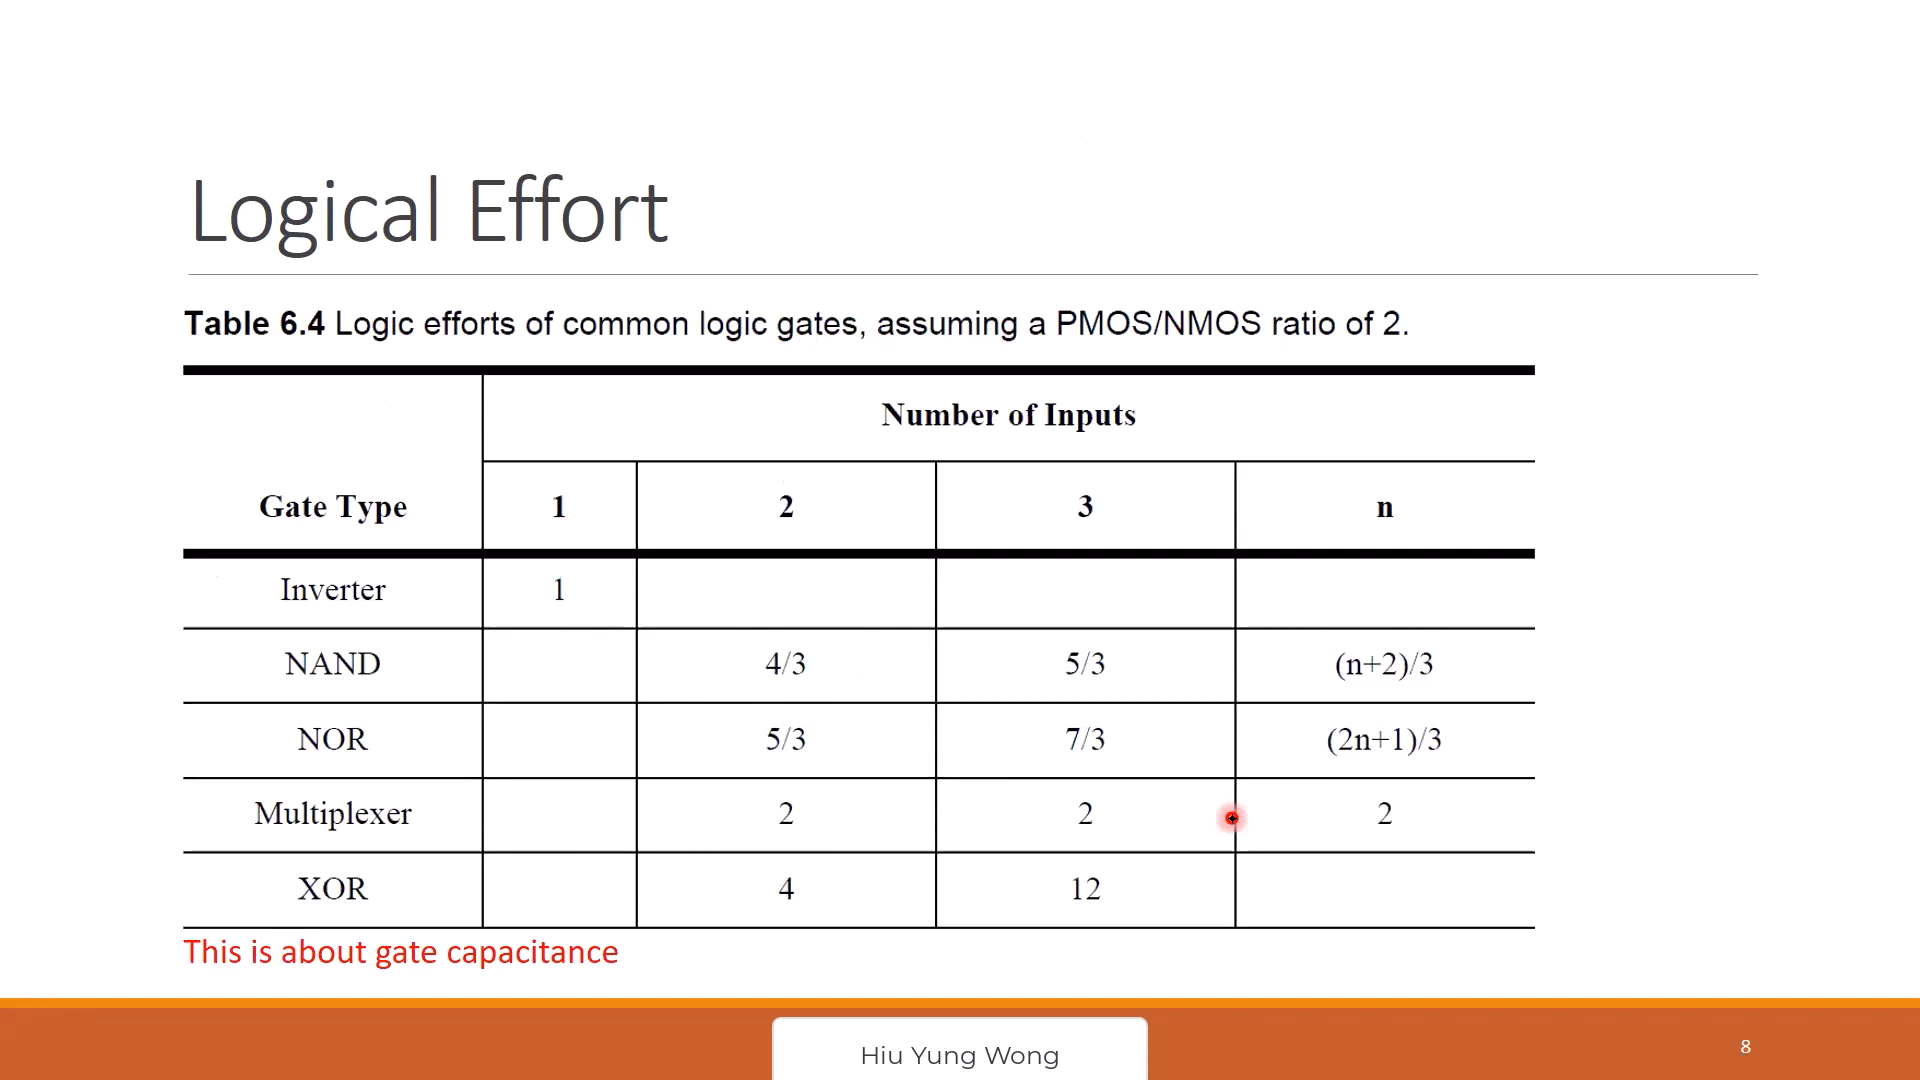 Logical Effort
Table 6.4 Logic efforts of common logic gates, assuming a PMOS/NMOS ratio of 2.
Number of Inputs
Gate Type 1 2 3 n
Inverter 1
NAND 4/3 5/3 (n+2)/3
NOR 5/3 7/3 (2n+1)/3
Multiplexer 2 2 2
XOR 4 12
This is about gate capacitance
Hiu Yung Wong
8